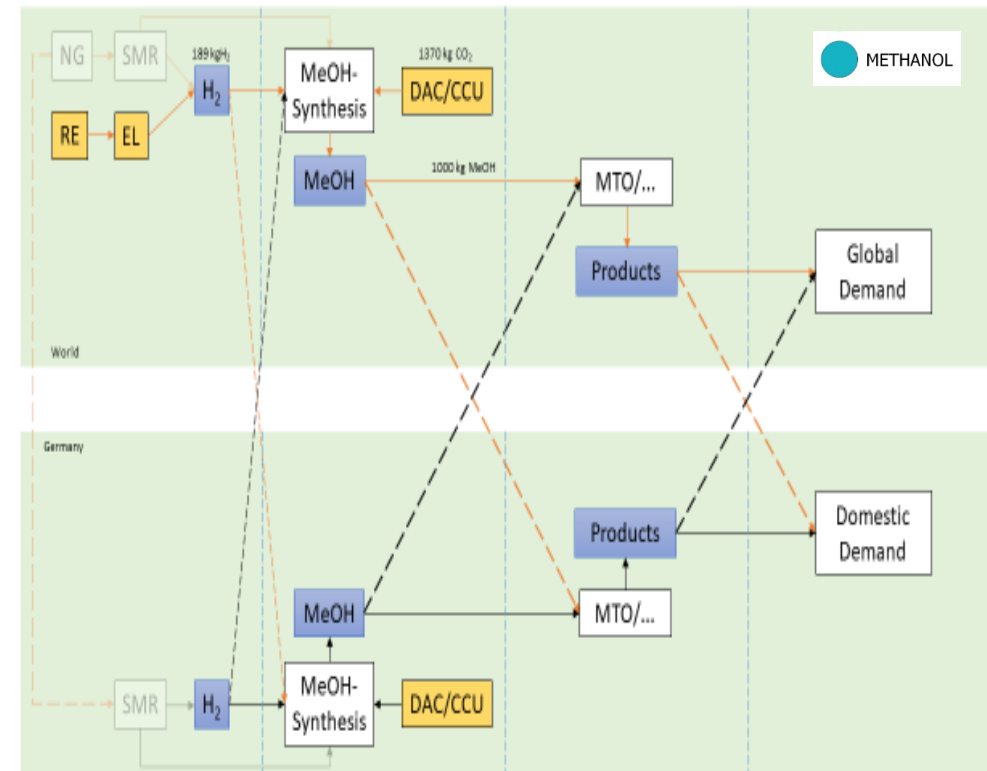 NG
SMR
189 kgH₂
H₂
MeOH-
Synthesis
1370 kg CO₂
DAC/CCU
METHANOL
RE
EL
MeOH
1000 kg MeOH
MTO/...
Products
Global
Demand
World
Germany
Products
Domestic
Demand
MeOH
MTO/...
SMR
H₂
MeOH-
Synthesis
DAC/CCU